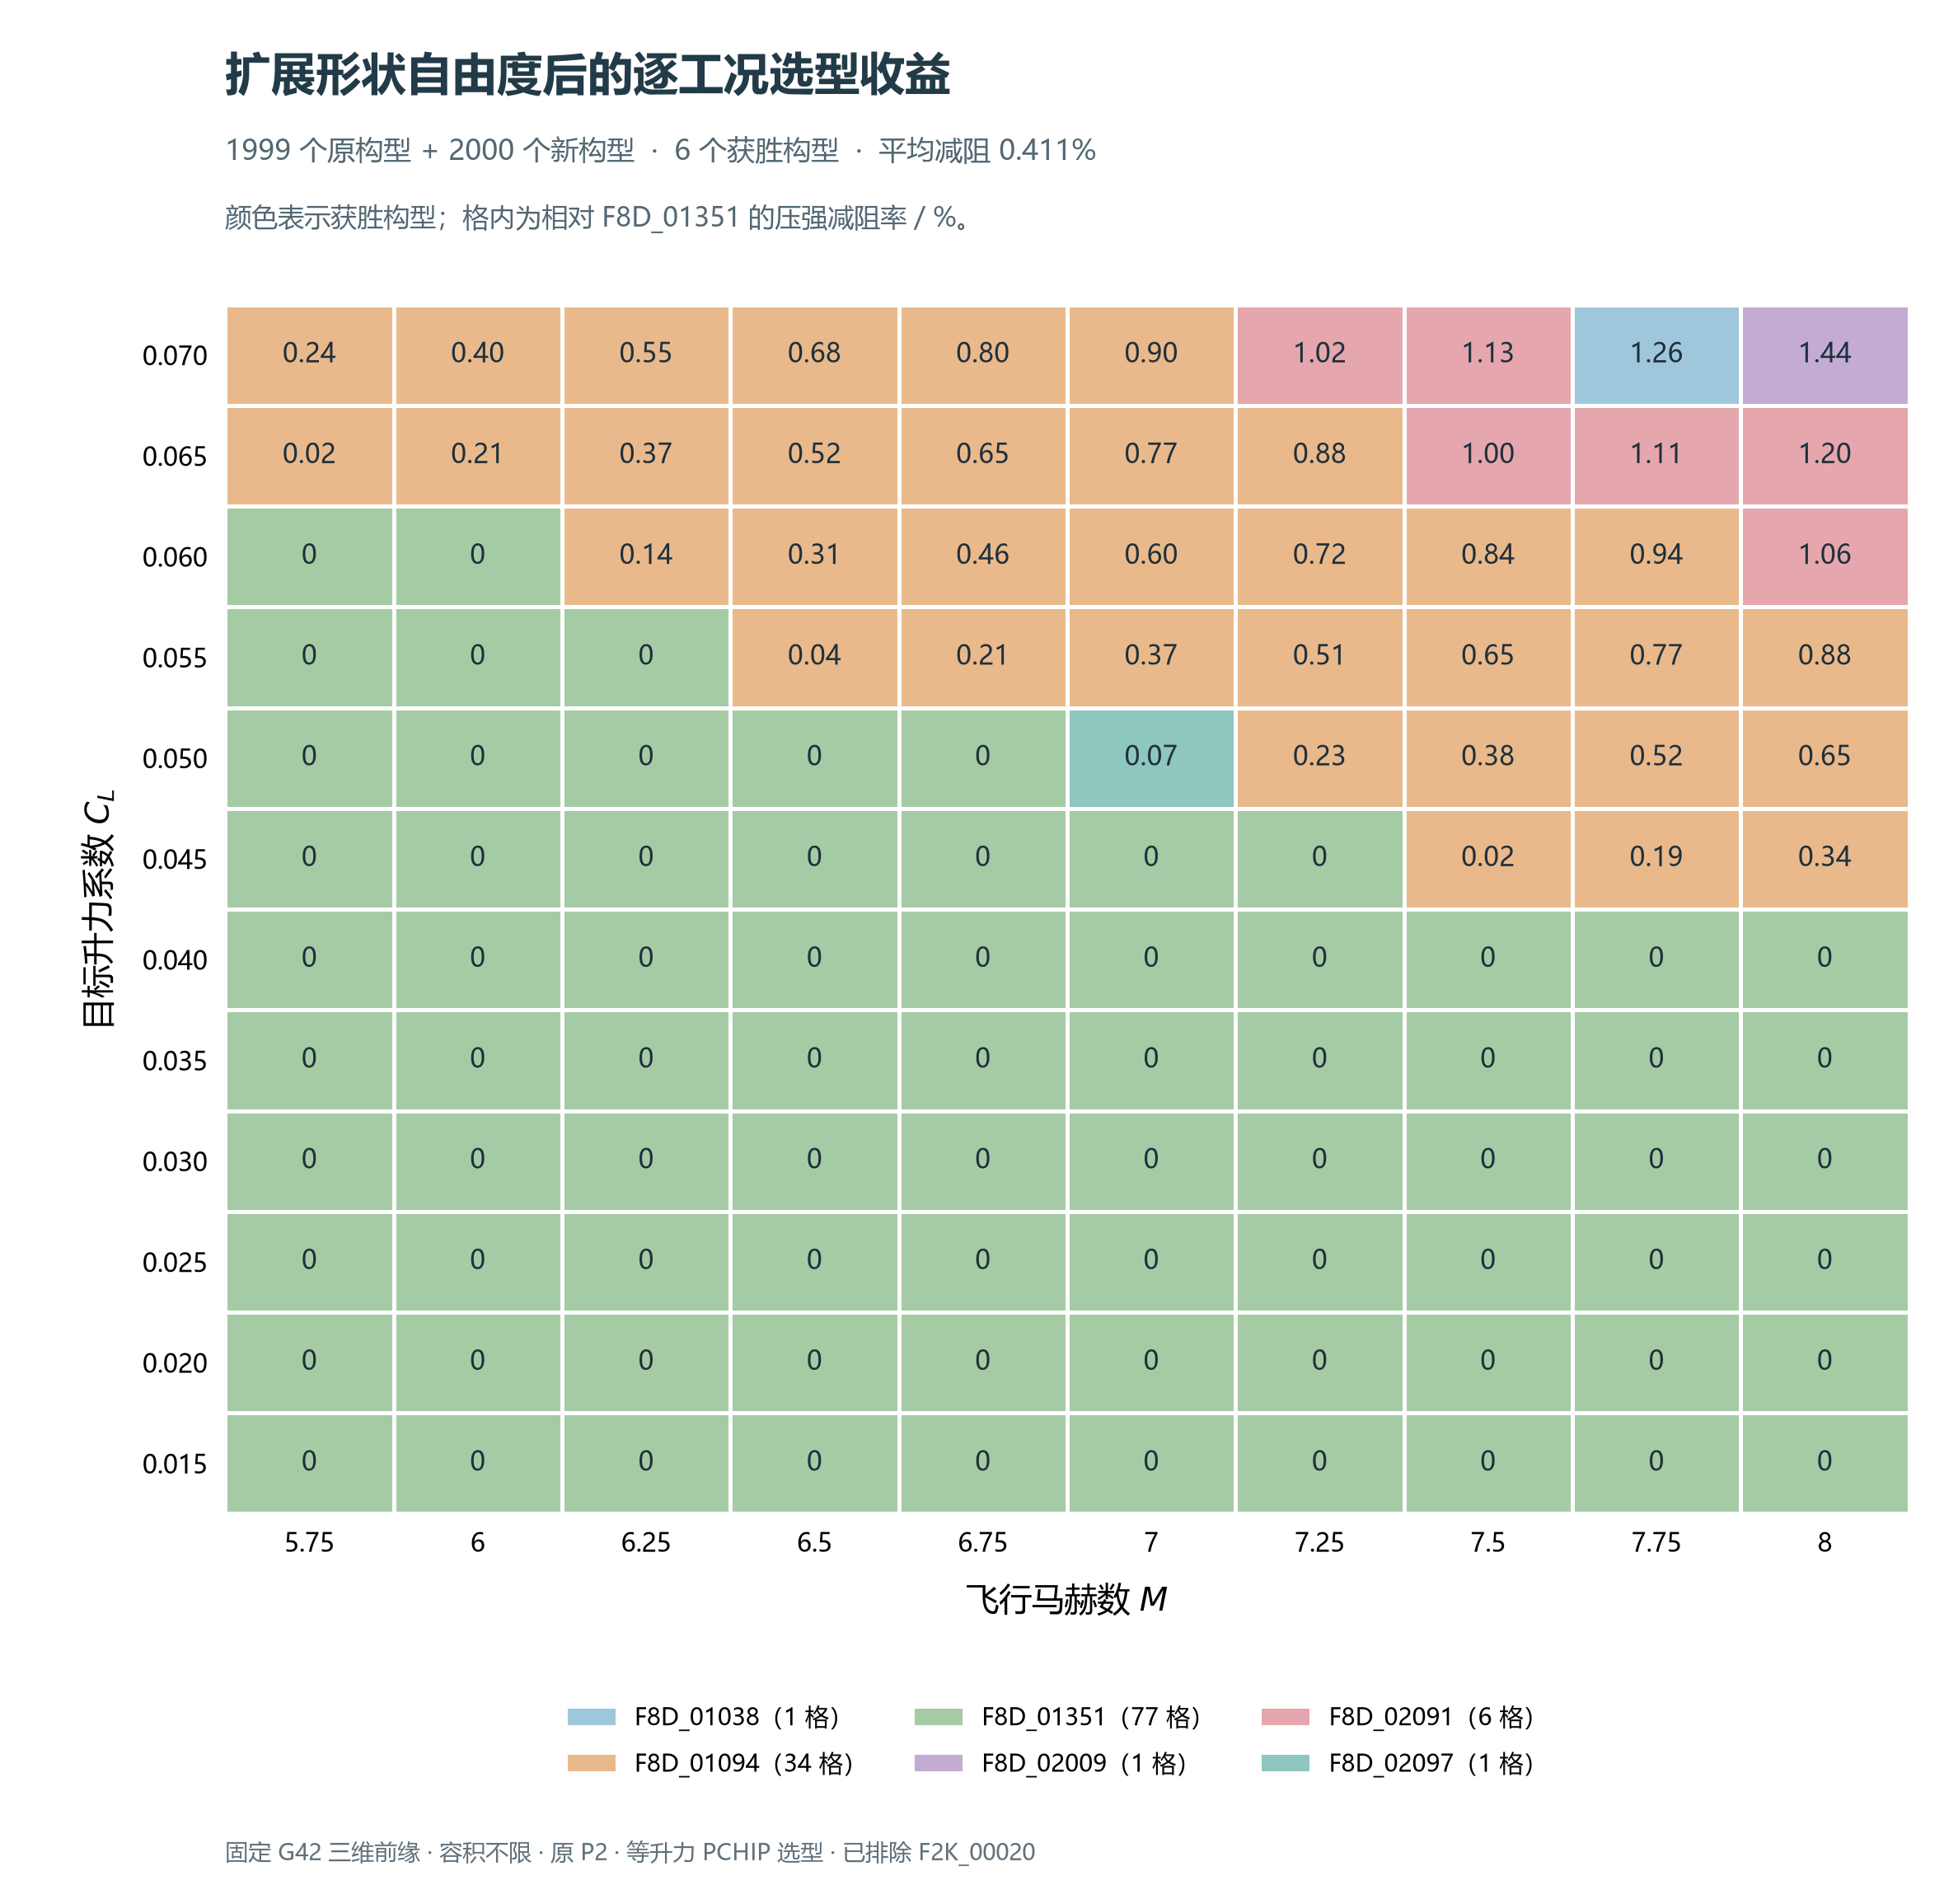 扩展形状自由度后的逐工况选型收益
1999 个原构型 + 2000 个新构型 · 6 个获胜构型 · 平均减阻 0.411%
颜色表示获胜构型；格内为相对 F8D_01351 的压强减阻率 / %。
目标升力系数 C_L
0.070 0.24 0.40 0.55 0.68 0.80 0.90 1.02 1.13 1.26 1.44
0.065 0.02 0.21 0.37 0.52 0.65 0.77 0.88 1.00 1.11 1.20
0.060 0 0 0.14 0.31 0.46 0.60 0.72 0.84 0.94 1.06
0.055 0 0 0 0.04 0.21 0.37 0.51 0.65 0.77 0.88
0.050 0 0 0 0 0 0.07 0.23 0.38 0.52 0.65
0.045 0 0 0 0 0 0 0 0.02 0.19 0.34
0.040 0 0 0 0 0 0 0 0 0 0
0.035 0 0 0 0 0 0 0 0 0 0
0.030 0 0 0 0 0 0 0 0 0 0
0.025 0 0 0 0 0 0 0 0 0 0
0.020 0 0 0 0 0 0 0 0 0 0
0.015 0 0 0 0 0 0 0 0 0 0
5.75 6 6.25 6.5 6.75 7 7.25 7.5 7.75 8
飞行马赫数 M
F8D_01038（1 格） F8D_01351（77 格） F8D_02091（6 格）
F8D_01094（34 格） F8D_02009（1 格） F8D_02097（1 格）
固定 G42 三维前缘 · 容积不限 · 原 P2 · 等升力 PCHIP 选型 · 已排除 F2K_00020